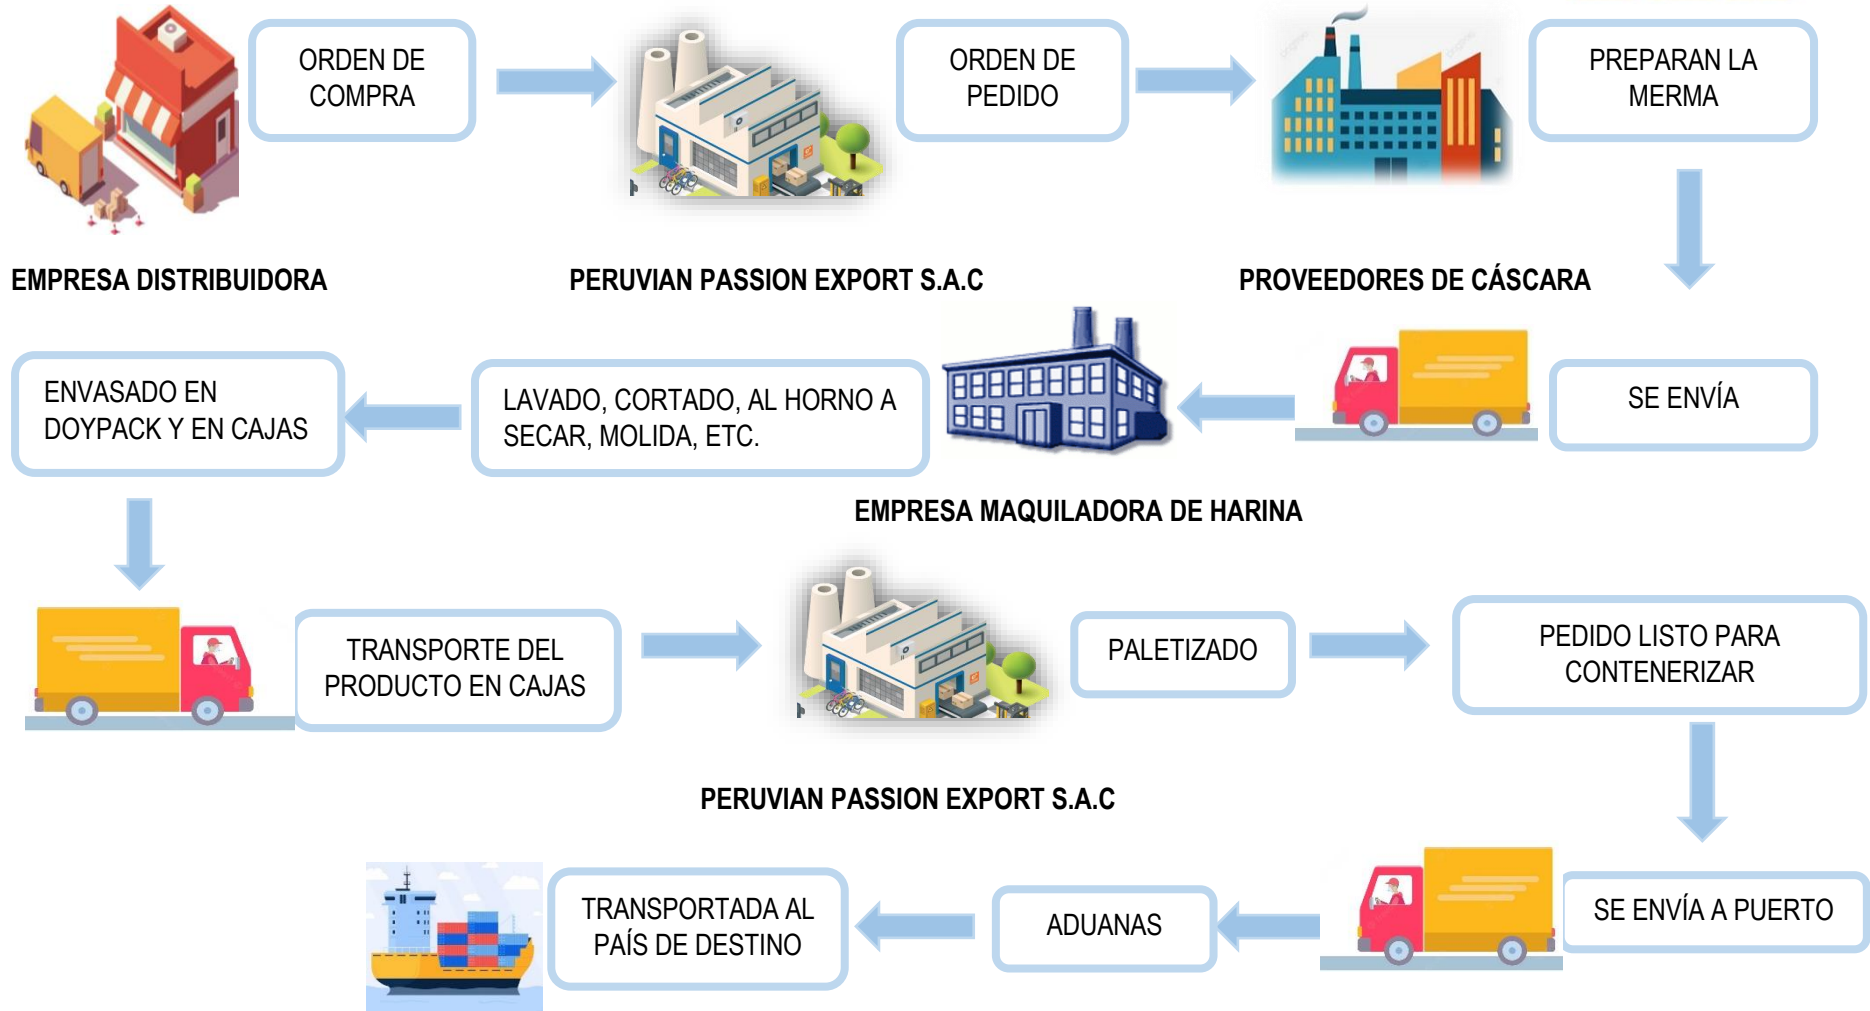 ORDEN DE
COMPRA
ORDEN DE
PEDIDO
PREPARAN LA
MERMA
EMPRESA DISTRIBUIDORA
PERUVIAN PASSION EXPORT S.A.C
PROVEEDORES DE CÁSCARA
ENVASADO EN
DOYPACK Y EN CAJAS
LAVADO, CORTADO, AL HORNO A
SECAR, MOLIDA, ETC.
SE ENVÍA
EMPRESA MAQUILADORA DE HARINA
TRANSPORTE DEL
PRODUCTO EN CAJAS
PALETIZADO
PEDIDO LISTO PARA
CONTENERIZAR
PERUVIAN PASSION EXPORT S.A.C
TRANSPORTADA AL
PAÍS DE DESTINO
ADUANAS
SE ENVÍA A PUERTO